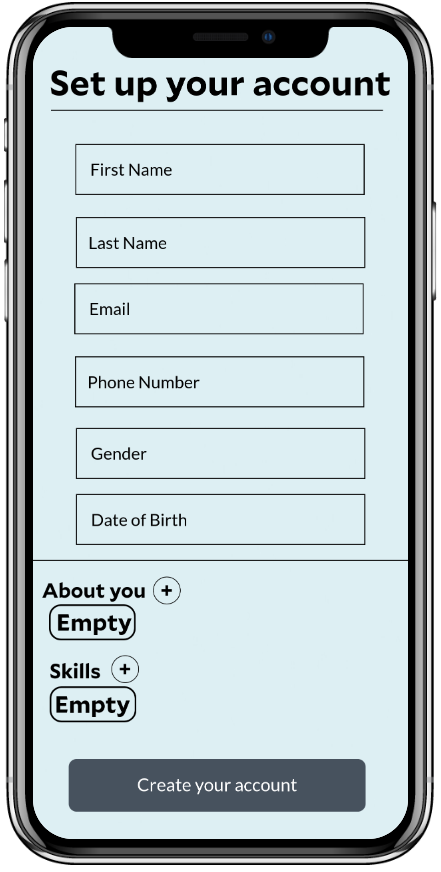 Set up your account
First Name
Last Name
Email
Phone Number
Gender
Date of Birth
About you +
Empty
Skills +
Empty
Create your account